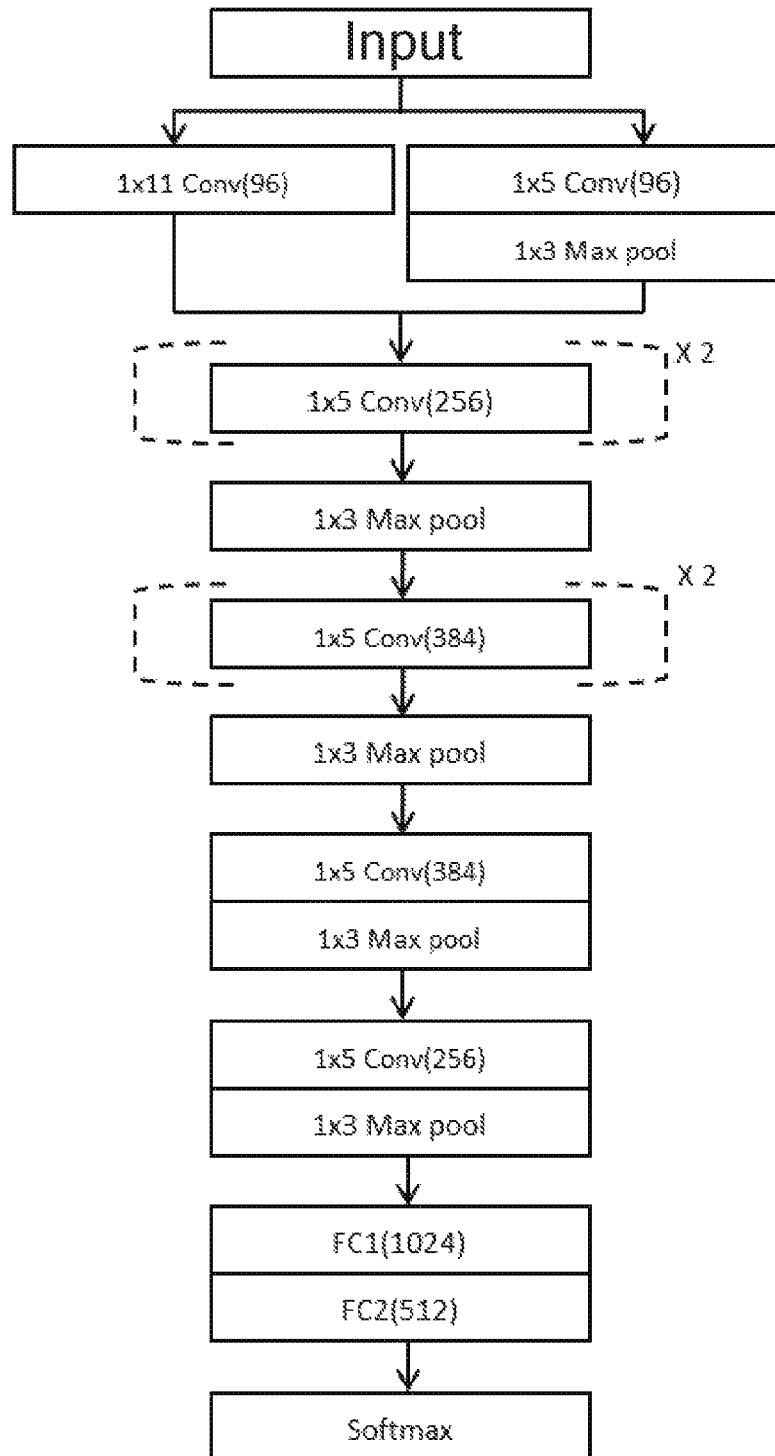 Input
1x11 Conv(96)
1x5 Conv(96)
1x3 Max pool
X 2
1x5 Conv(256)
1x3 Max pool
X 2
1x5 Conv(384)
1x3 Max pool
1x5 Conv(384)
1x3 Max pool
1x5 Conv(256)
1x3 Max pool
FC1(1024)
FC2(512)
Softmax